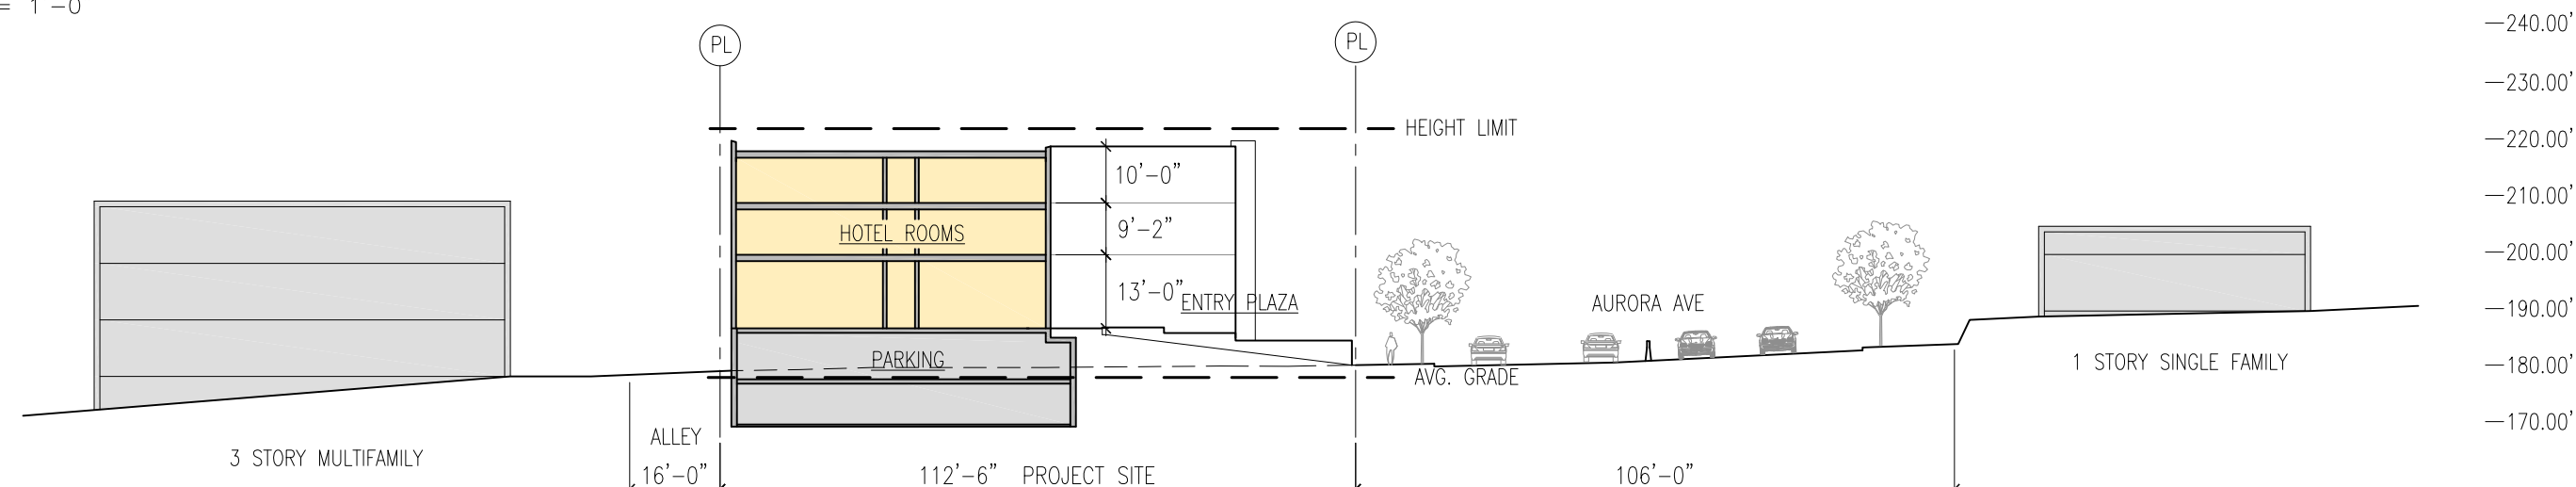 = 1'-0
240.00'
PL
PL
230.00'
HEIGHT LIMIT
220.00'
10'-0"
210.00'
9'-2"
HOTEL ROOMS
200.00'
13'-0"
ENTRY PLAZA
AURORA AVE
190.00'
PARKING
1 STORY SINGLE FAMILY
180.00'
AVG. GRADE
170.00'
ALLEY
3 STORY MULTIFAMILY
16'-0"
112'-6" PROJECT SITE
106'-0"